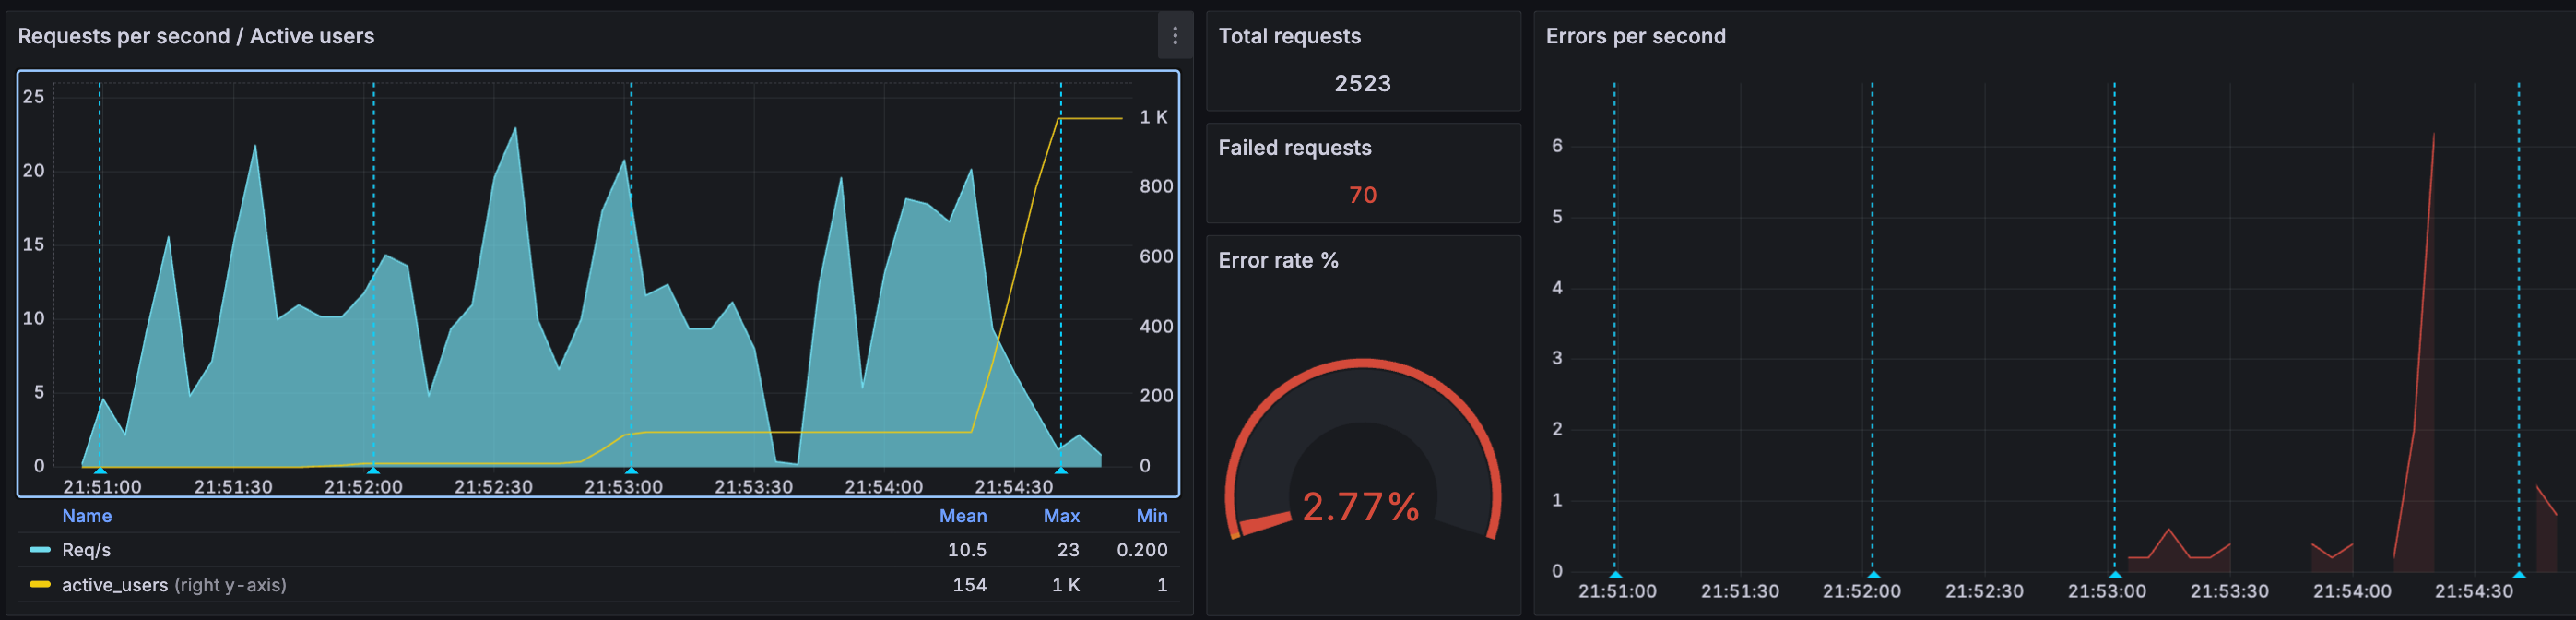 Requests per second / Active users
25
20
15
10
5
0
1 K
800
600
400
200
0
21:51:00 21:51:30 21:52:00 21:52:30 21:53:00 21:53:30 21:54:00 21:54:30
Name Mean Max Min
Req/s 10.5 23 0.200
active_users (right y-axis) 154 1 K 1
Total requests
2523
Failed requests
70
Error rate %
2.77%
Errors per second
6
5
4
3
2
1
0
21:51:00 21:51:30 21:52:00 21:52:30 21:53:00 21:53:30 21:54:00 21:54:30